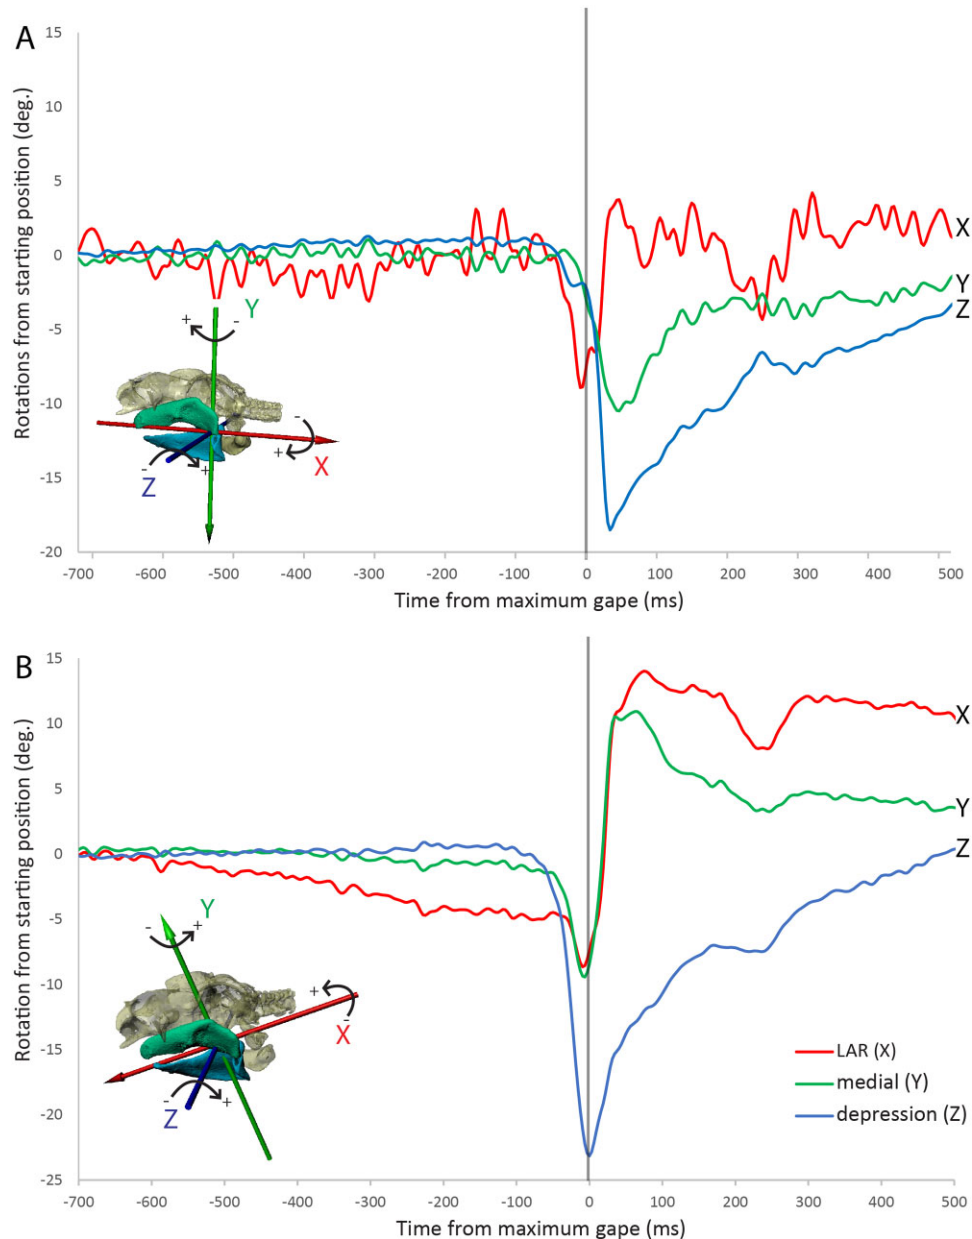 A
15
10
5
0
-5
-10
-15
-20
Rotations from starting position (deg.)
+
-
Y
-
+
X
-
+
Z
X
Y
Z
-700 -600 -500 -400 -300 -200 -100 0 100 200 300 400 500
Time from maximum gape (ms)
B
15
10
5
0
-5
-10
-15
-20
-25
Rotation from starting position (deg.)
Y
-
+
+
-
X
-
+
Z
X
Y
Z
LAR (X)
medial (Y)
depression (Z)
-700 -600 -500 -400 -300 -200 -100 0 100 200 300 400 500
Time from maximum gape (ms)